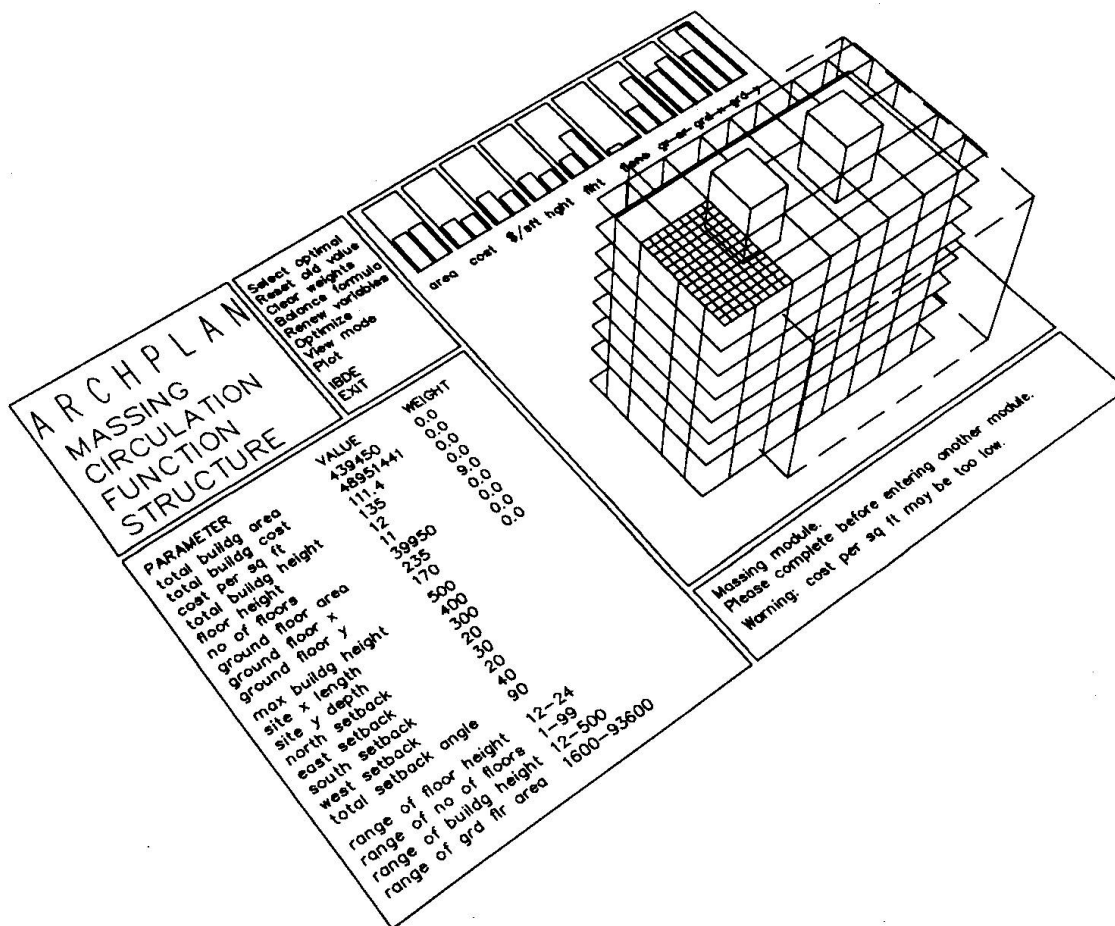 ARCHPLAN
MASSING
CIRCULATION
FUNCTION
STRUCTURE
Select optimal
Reset old value
Clear weights
Balance formula
Renew variables
Optimize
View mode
Plot
IBDE
EXIT
area cost $/sft hght flht flono gr-ar grd-x grd-y
PARAMETER VALUE WEIGHT
total buildg area 439450 0.0
total buildg cost 48951441 0.0
cost per sq ft 111.4 0.0
total buildg height 135 0.0
floor height 12 9.0
no of floors 11 0.0
ground floor area 39950 0.0
ground floor x 235 0.0
ground floor y 170 0.0
max buildg height 500
site x length 400
site y depth 300
north setback 20
east setback 30
south setback 20
west setback 40
total setback angle 90
range of floor height 12-24
range of no of floors 1-99
range of buildg height 12-500
range of grd flr area 1600-93600
Massing module.
Please complete before entering another module.
Warning: cost per sq ft may be too low.